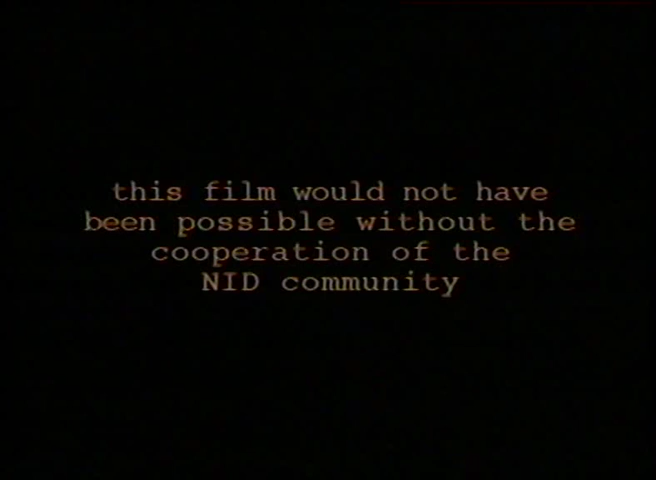 this film would not have
been possible without the
cooperation of the
NID community